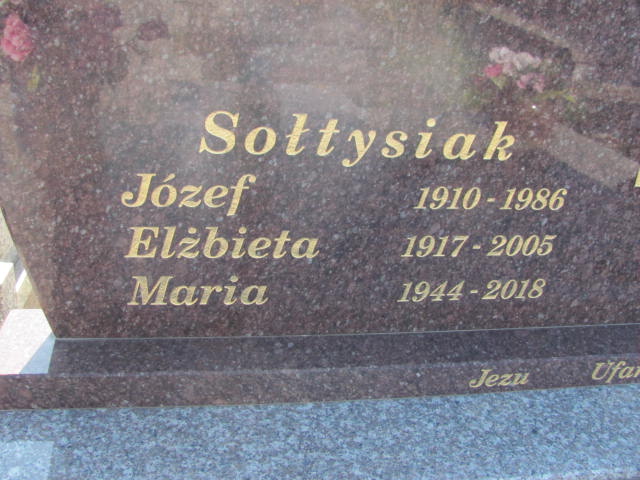 Sołtysiak
Józef 1910 - 1986
Elżbieta 1917 - 2005
Maria 1944 - 2018
Jezu